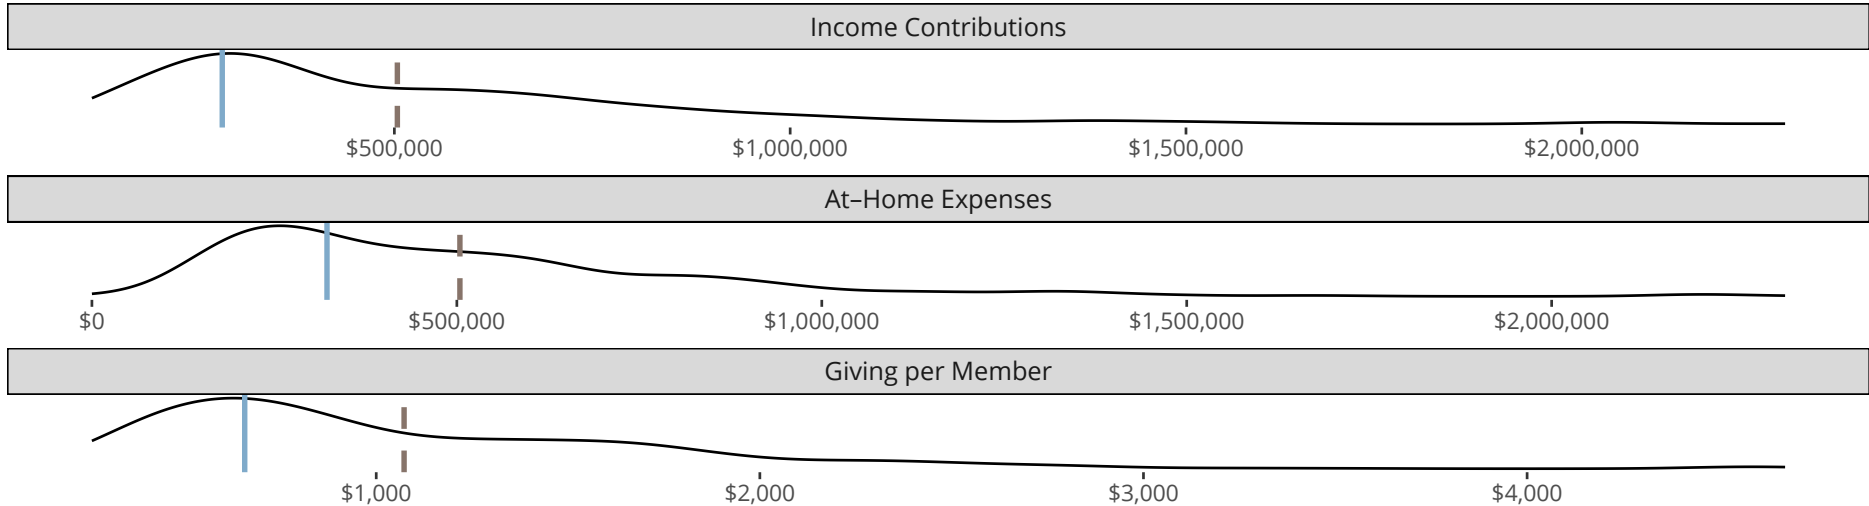 Income Contributions
$500,000 $1,000,000 $1,500,000 $2,000,000
At–Home Expenses
$0 $500,000 $1,000,000 $1,500,000 $2,000,000
Giving per Member
$1,000 $2,000 $3,000 $4,000